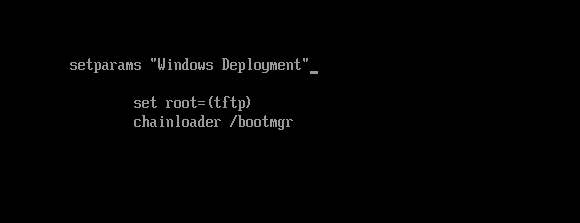 setparams "Windows Deployment"_
set root=(tftp)
chainloader /bootmgr